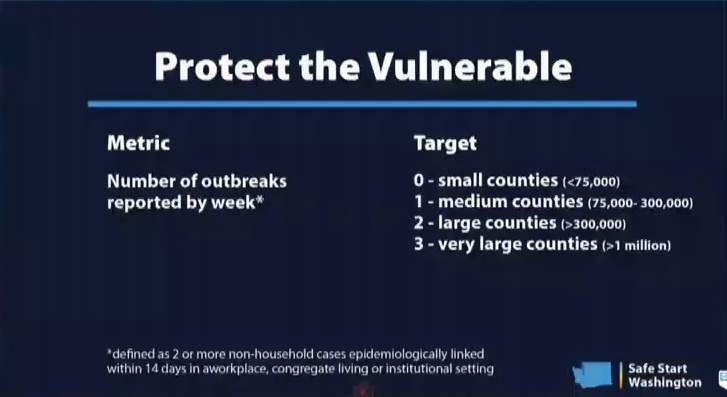 Protect the Vulnerable
Metric
Number of outbreaks
reported by week*
Target
0 - small counties (<75,000)
1 - medium counties (75,000- 300,000)
2 - large counties (>300,000)
3 - very large counties (>1 million)
*defined as 2 or more non-household cases epidemiologically linked
within 14 days in aworkplace, congregate living or institutional setting
Safe Start
Washington